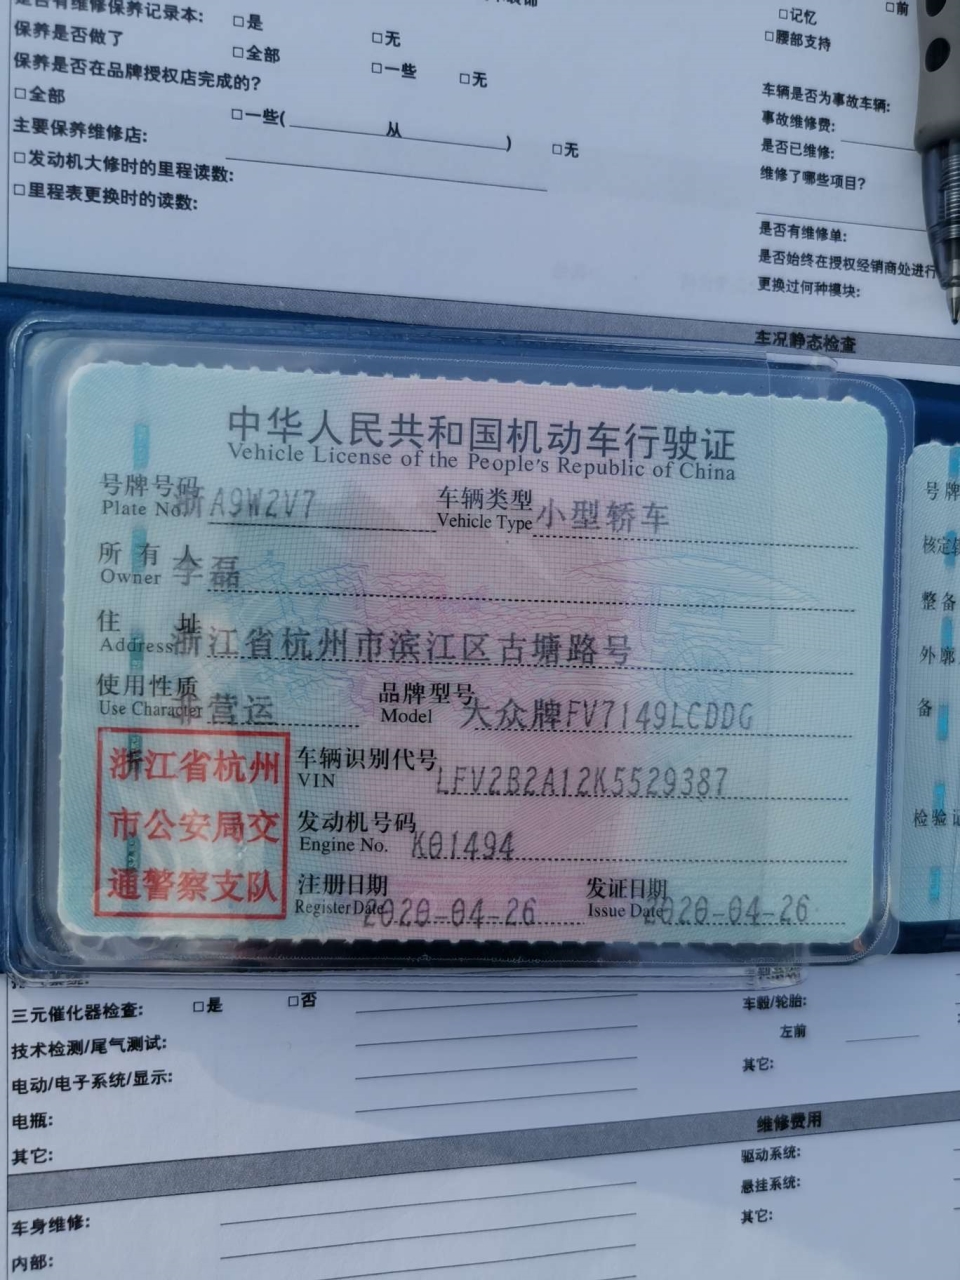 是否有维修保养记录本: □是 □无
保养是否做了 □全部 □一些 □无
保养是否在品牌授权店完成的?
□全部 □一些( 从 ) □无
主要保养维修店:
□发动机大修时的里程读数:
□里程表更换时的读数:
□记忆 □前
□腰部支持
车辆是否为事故车辆:
事故维修费:
是否已维修:
维修了哪些项目?
是否有维修单:
是否始终在授权经销商处进行
更换过何种模块:
车况静态检查
中华人民共和国机动车行驶证
Vehicle License of the People's Republic of China
号牌号码 浙A9W2V7 车辆类型 小型轿车
Plate No. Vehicle Type
所有人 李磊
Owner
住址 浙江省杭州市滨江区古塘路号
Address
使用性质 非营运 品牌型号 大众牌FV7149LCDDG
Use Character Model
浙江省杭州
市公安局交
通警察支队
车辆识别代号 LFV2B2A12K5529387
VIN
发动机号码 K01494
Engine No.
注册日期 2020-04-26 发证日期 2020-04-26
Register Date Issue Date
号牌
整备
外廓
备
三元催化器检查: □是 □否
技术检测/尾气测试:
电动/电子系统/显示:
电瓶:
其它:
车身维修:
内部:
车毂/轮胎:
左前
其它:
维修费用
驱动系统:
悬挂系统:
其它: